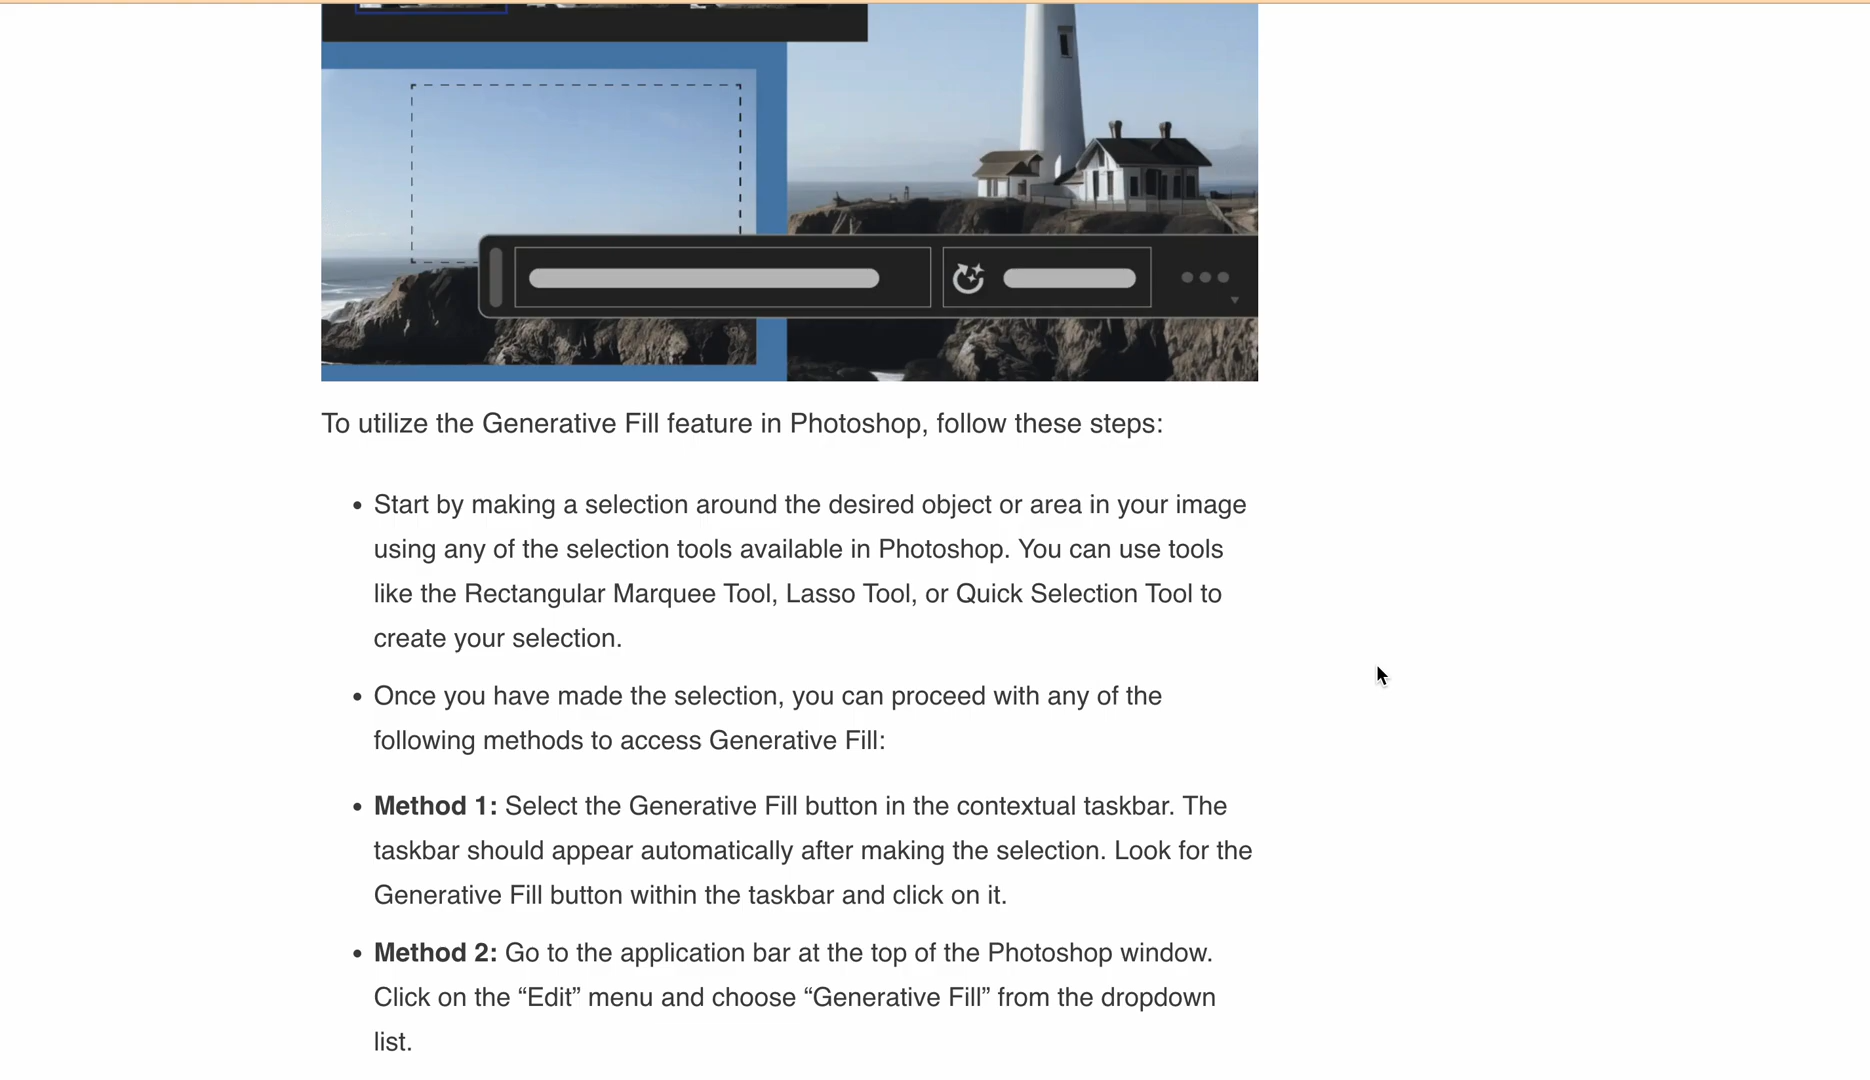 To utilize the Generative Fill feature in Photoshop, follow these steps:
• Start by making a selection around the desired object or area in your image
using any of the selection tools available in Photoshop. You can use tools
like the Rectangular Marquee Tool, Lasso Tool, or Quick Selection Tool to
create your selection.
• Once you have made the selection, you can proceed with any of the
following methods to access Generative Fill:
• Method 1: Select the Generative Fill button in the contextual taskbar. The
taskbar should appear automatically after making the selection. Look for the
Generative Fill button within the taskbar and click on it.
• Method 2: Go to the application bar at the top of the Photoshop window.
Click on the “Edit” menu and choose “Generative Fill” from the dropdown
list.